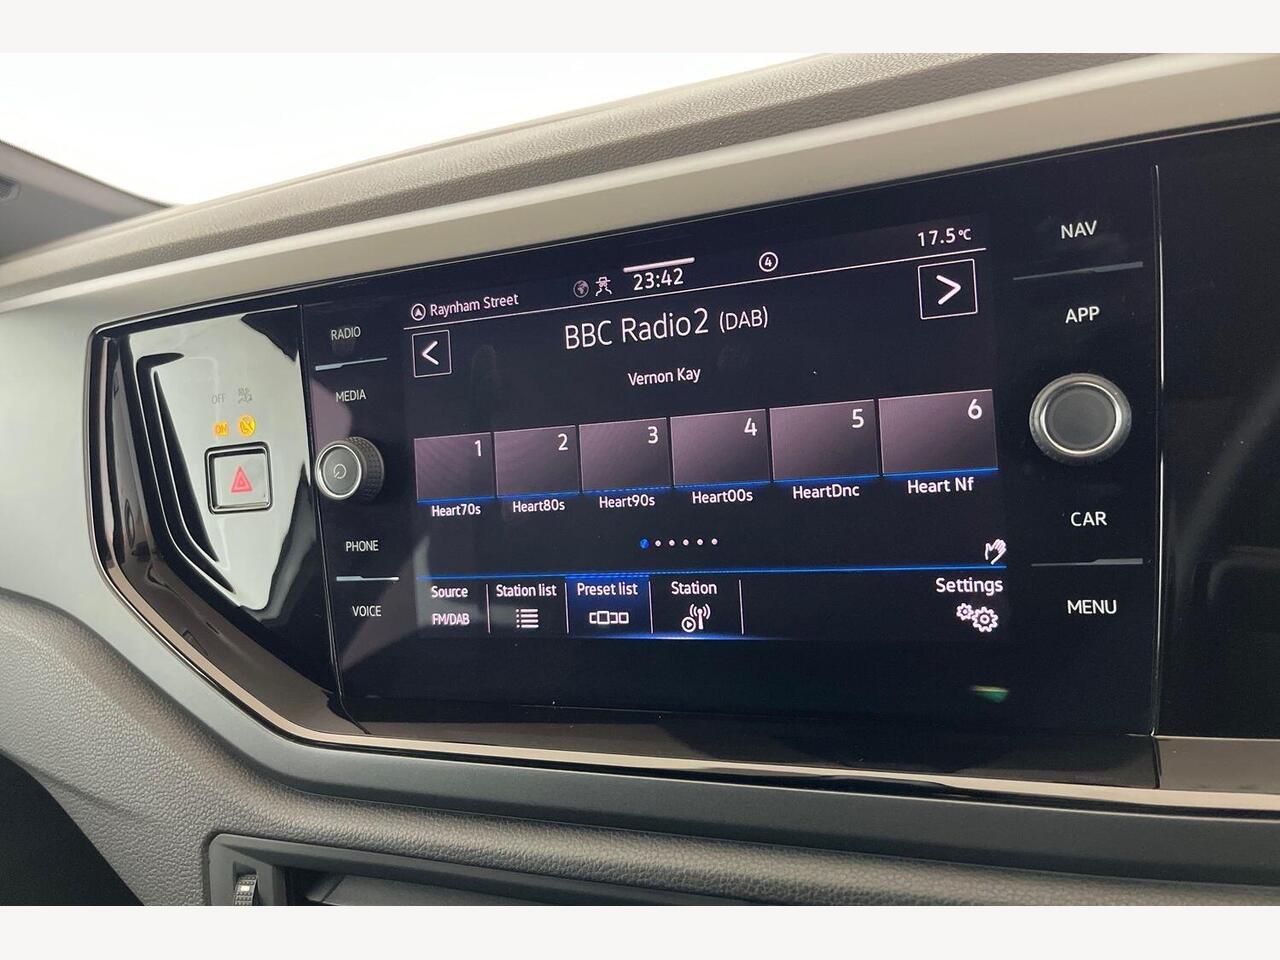 17.5°C
NAV
Raynham Street
23:42
4
RADIO
APP
BBC Radio2 (DAB)
MEDIA
Vernon Kay
OFF
ON
1
2
3
4
5
6
Heart70s
Heart80s
Heart90s
Heart00s
HeartDnc
Heart Nf
PHONE
CAR
VOICE
Source
Station list
Preset list
Station
Settings
FM/DAB
MENU